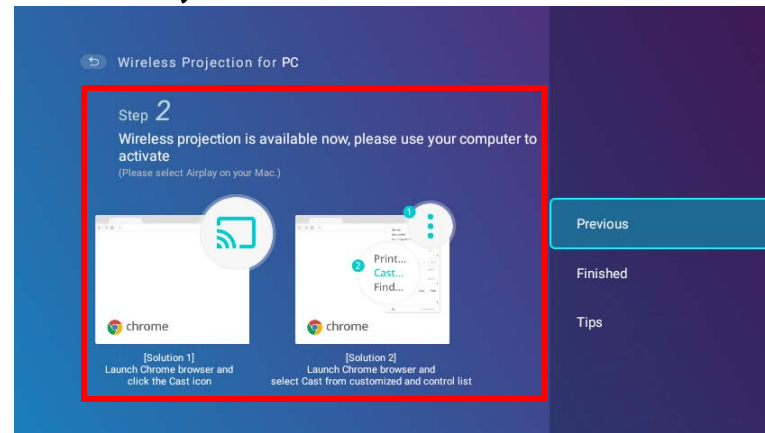 Wireless Projection for PC
Step 2
Wireless projection is available now, please use your computer to
activate
(Please select Airplay on your Mac.)
1
2
Print...
Cast...
Find...
chrome
chrome
[Solution 1]
Launch Chrome browser and
click the Cast icon
[Solution 2]
Launch Chrome browser and
select Cast from customized and control list
Previous
Finished
Tips